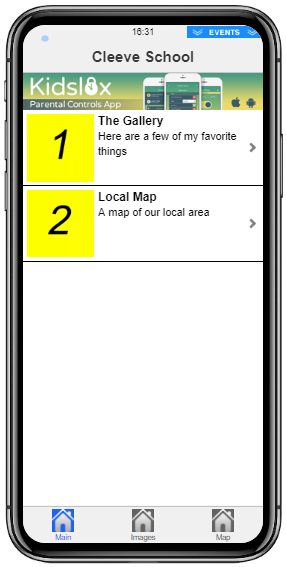 16:31
EVENTS
Cleeve School
Kidslox
Parental Controls App
1
The Gallery
Here are a few of my favorite
things
2
Local Map
A map of our local area
Main
Images
Map